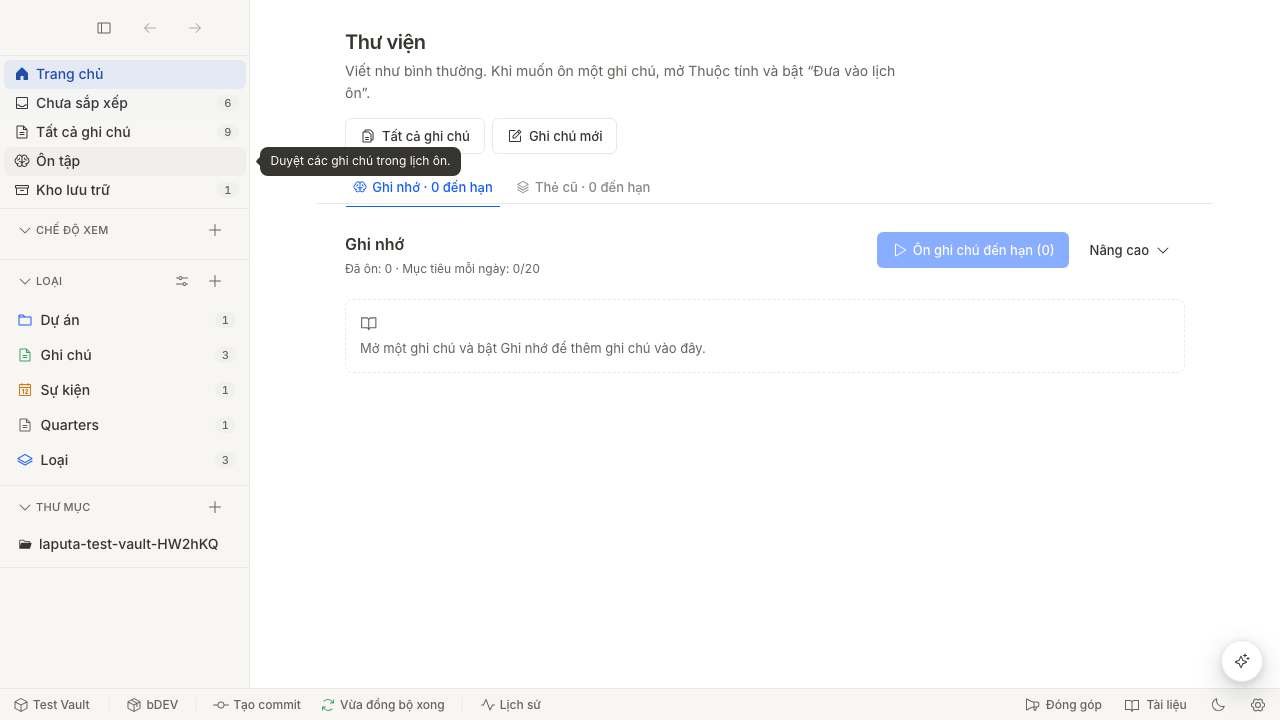 Trang chủ
Chưa sắp xếp 6
Tất cả ghi chú 9
Ôn tập
Kho lưu trữ 1
CHẾ ĐỘ XEM
LOẠI
Dự án 1
Ghi chú 3
Sự kiện 1
Quarters 1
Loại 3
THƯ MỤC
laputa-test-vault-HW2hKQ
Thư viện
Viết như bình thường. Khi muốn ôn một ghi chú, mở Thuộc tính và bật “Đưa vào lịch
ôn”.
Tất cả ghi chú
Ghi chú mới
Duyệt các ghi chú trong lịch ôn.
Ghi nhớ · 0 đến hạn
Thẻ cũ · 0 đến hạn
Ghi nhớ
Đã ôn: 0 · Mục tiêu mỗi ngày: 0/20
Ôn ghi chú đến hạn (0)
Nâng cao
Mở một ghi chú và bật Ghi nhớ để thêm ghi chú vào đây.
Test Vault
bDEV
Tạo commit
Vừa đồng bộ xong
Lịch sử
Đóng góp
Tài liệu